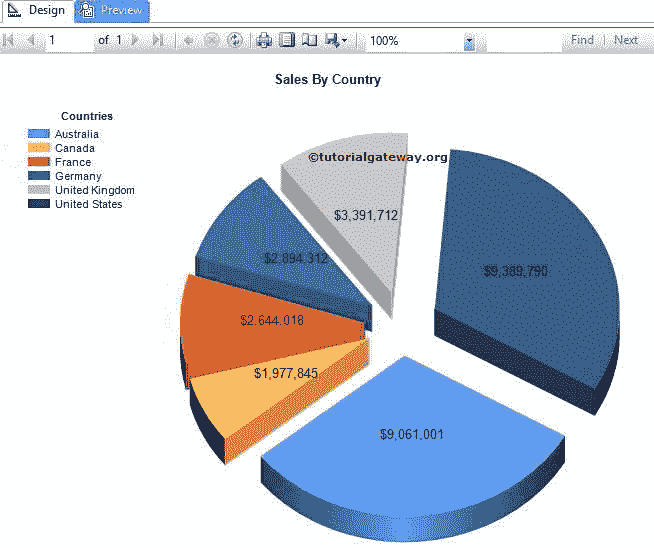 Design Preview
1 of 1 100% Find | Next
Sales By Country
Countries
Australia
Canada
France
Germany
United Kingdom
United States
©tutorialgateway.org
$3,391,712
$2,894,312
$9,389,790
$2,644,018
$1,977,845
$9,061,001